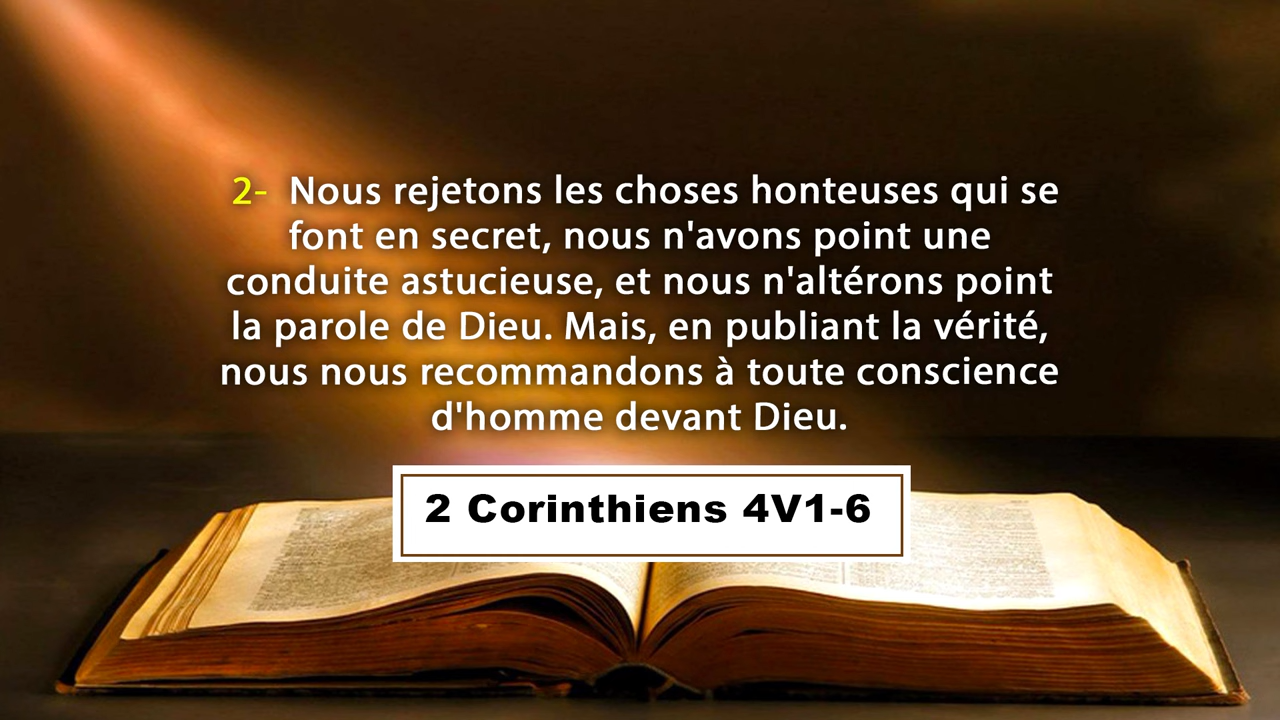 2- Nous rejetons les choses honteuses qui se
font en secret, nous n'avons point une
conduite astucieuse, et nous n'altérons point
la parole de Dieu. Mais, en publiant la vérité,
nous nous recommandons à toute conscience
d'homme devant Dieu.
2 Corinthiens 4V1-6